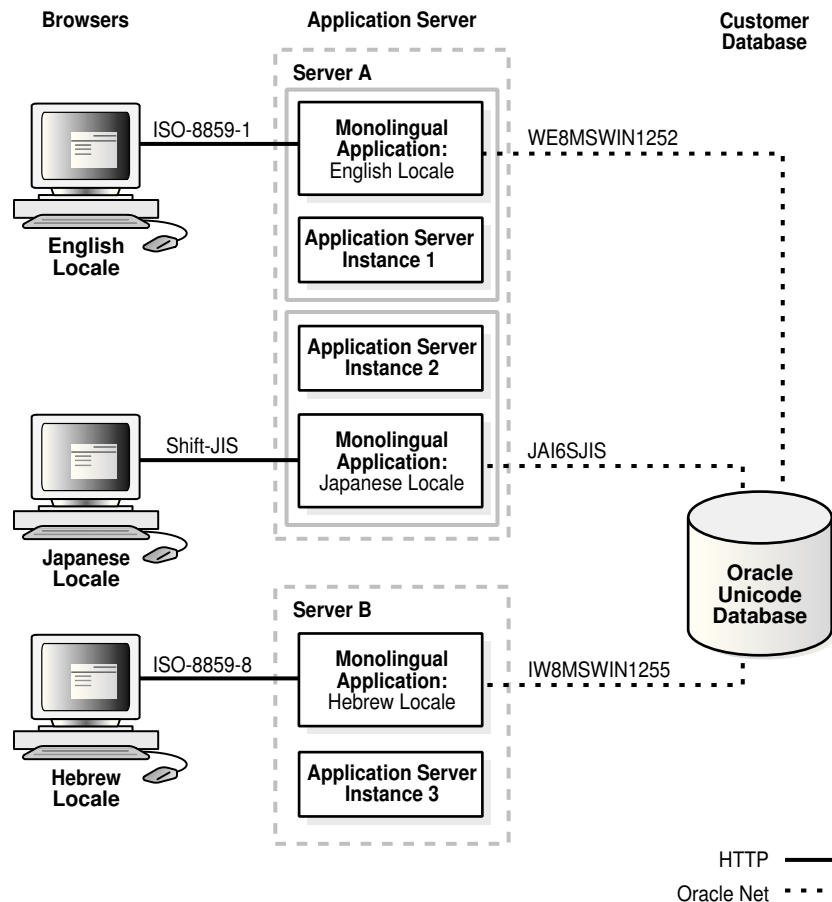 Browsers
Application Server
Customer
Database
Server A
ISO-8859-1
Monolingual
Application:
English Locale
WE8MSWIN1252
English
Locale
Application Server
Instance 1
Application Server
Instance 2
Shift-JIS
Monolingual
Application:
Japanese Locale
JAI6SJIS
Japanese
Locale
Oracle
Unicode
Database
Server B
ISO-8859-8
Monolingual
Application:
Hebrew Locale
IW8MSWIN1255
Hebrew
Locale
Application Server
Instance 3
HTTP
Oracle Net